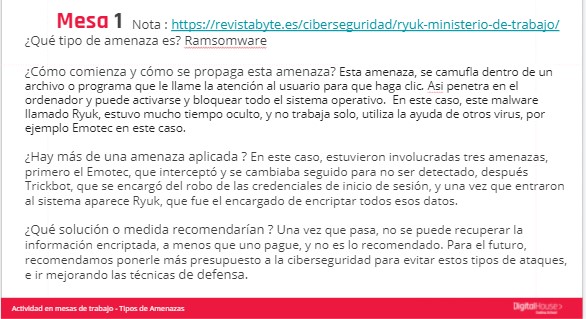 Mesa 1 Nota : https://revistabyte.es/ciberseguridad/ryuk-ministerio-de-trabajo/
¿Qué tipo de amenaza es? Ramsomware
¿Cómo comienza y cómo se propaga esta amenaza? Esta amenaza, se camufla dentro de un
archivo o programa que le llame la atención al usuario para que haga clic. Asi penetra en el
ordenador y puede activarse y bloquear todo el sistema operativo.  En este caso, este malware
llamado Ryuk, estuvo mucho tiempo oculto, y no trabaja solo, utiliza la ayuda de otros virus, por
ejemplo Emotec en este caso.
¿Hay más de una amenaza aplicada ? En este caso, estuvieron involucradas tres amenazas,
primero el Emotec, que interceptó y se cambiaba seguido para no ser detectado, después
Trickbot, que se encargó del robo de las credenciales de inicio de sesión, y una vez que entraron
al sistema aparece Ryuk, que fue el encargado de encriptar todos esos datos.
¿Qué solución o medida recomendarían ? Una vez que pasa, no se puede recuperar la
información encriptada, a menos que uno pague, y no es lo recomendado. Para el futuro,
recomendamos ponerle más presupuesto a la ciberseguridad para evitar estos tipos de ataques,
e ir mejorando las técnicas de defensa.
Actividad en mesas de trabajo - Tipos de Amenazas
DigitalHouse>